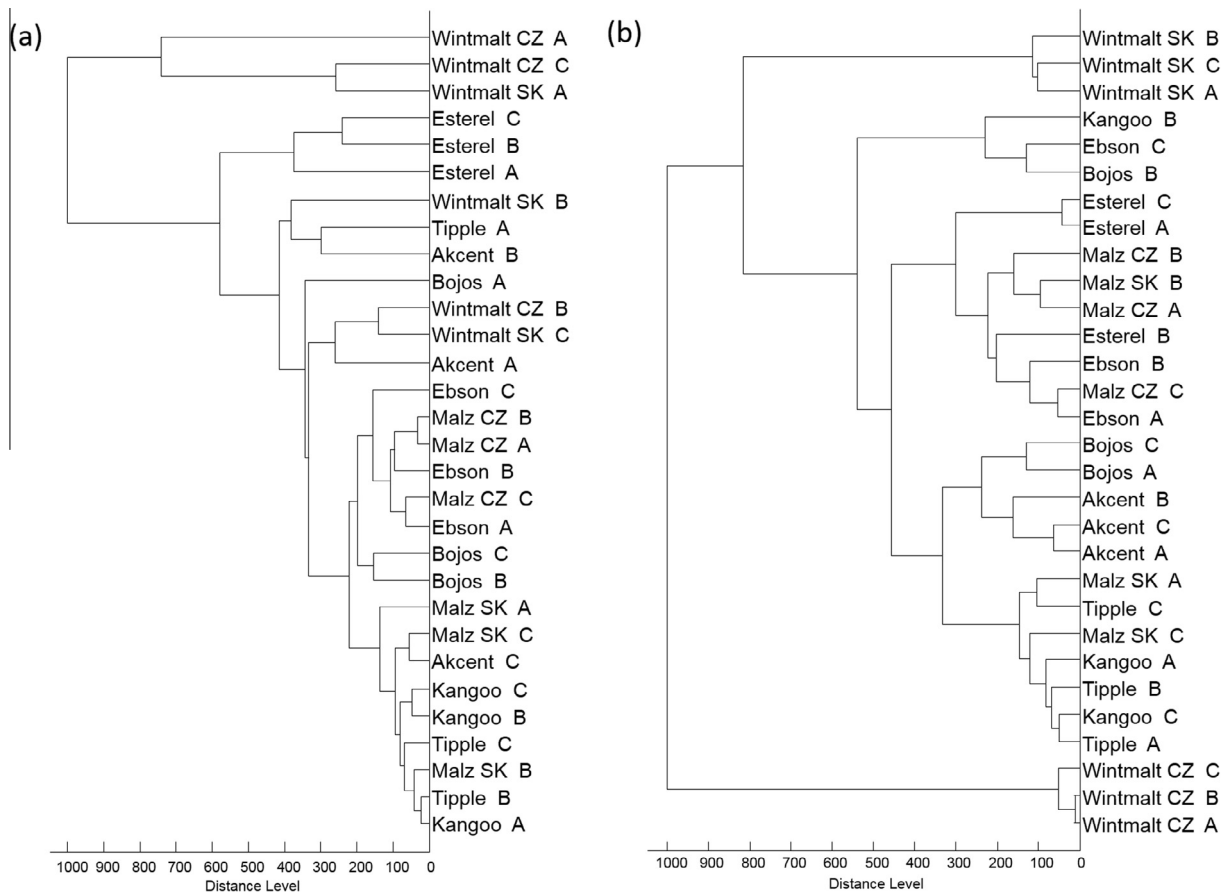 (a)
Wintmalt CZ A
Wintmalt CZ C
Wintmalt SK A
Esterel C
Esterel B
Esterel A
Wintmalt SK B
Tipple A
Akcent B
Bojos A
Wintmalt CZ B
Wintmalt SK C
Akcent A
Ebson C
Malz CZ B
Malz CZ A
Ebson B
Malz CZ C
Ebson A
Bojos C
Bojos B
Malz SK A
Malz SK C
Akcent C
Kangoo C
Kangoo B
Tipple C
Malz SK B
Tipple B
Kangoo A
1000 900 800 700 600 500 400 300 200 100 0
Distance Level
(b)
Wintmalt SK B
Wintmalt SK C
Wintmalt SK A
Kangoo B
Ebson C
Bojos B
Esterel C
Esterel A
Malz CZ B
Malz SK B
Malz CZ A
Esterel B
Ebson B
Malz CZ C
Ebson A
Bojos C
Bojos A
Akcent B
Akcent C
Akcent A
Malz SK A
Tipple C
Malz SK C
Kangoo A
Tipple B
Kangoo C
Tipple A
Wintmalt CZ C
Wintmalt CZ B
Wintmalt CZ A
1000 900 800 700 600 500 400 300 200 100 0
Distance Level